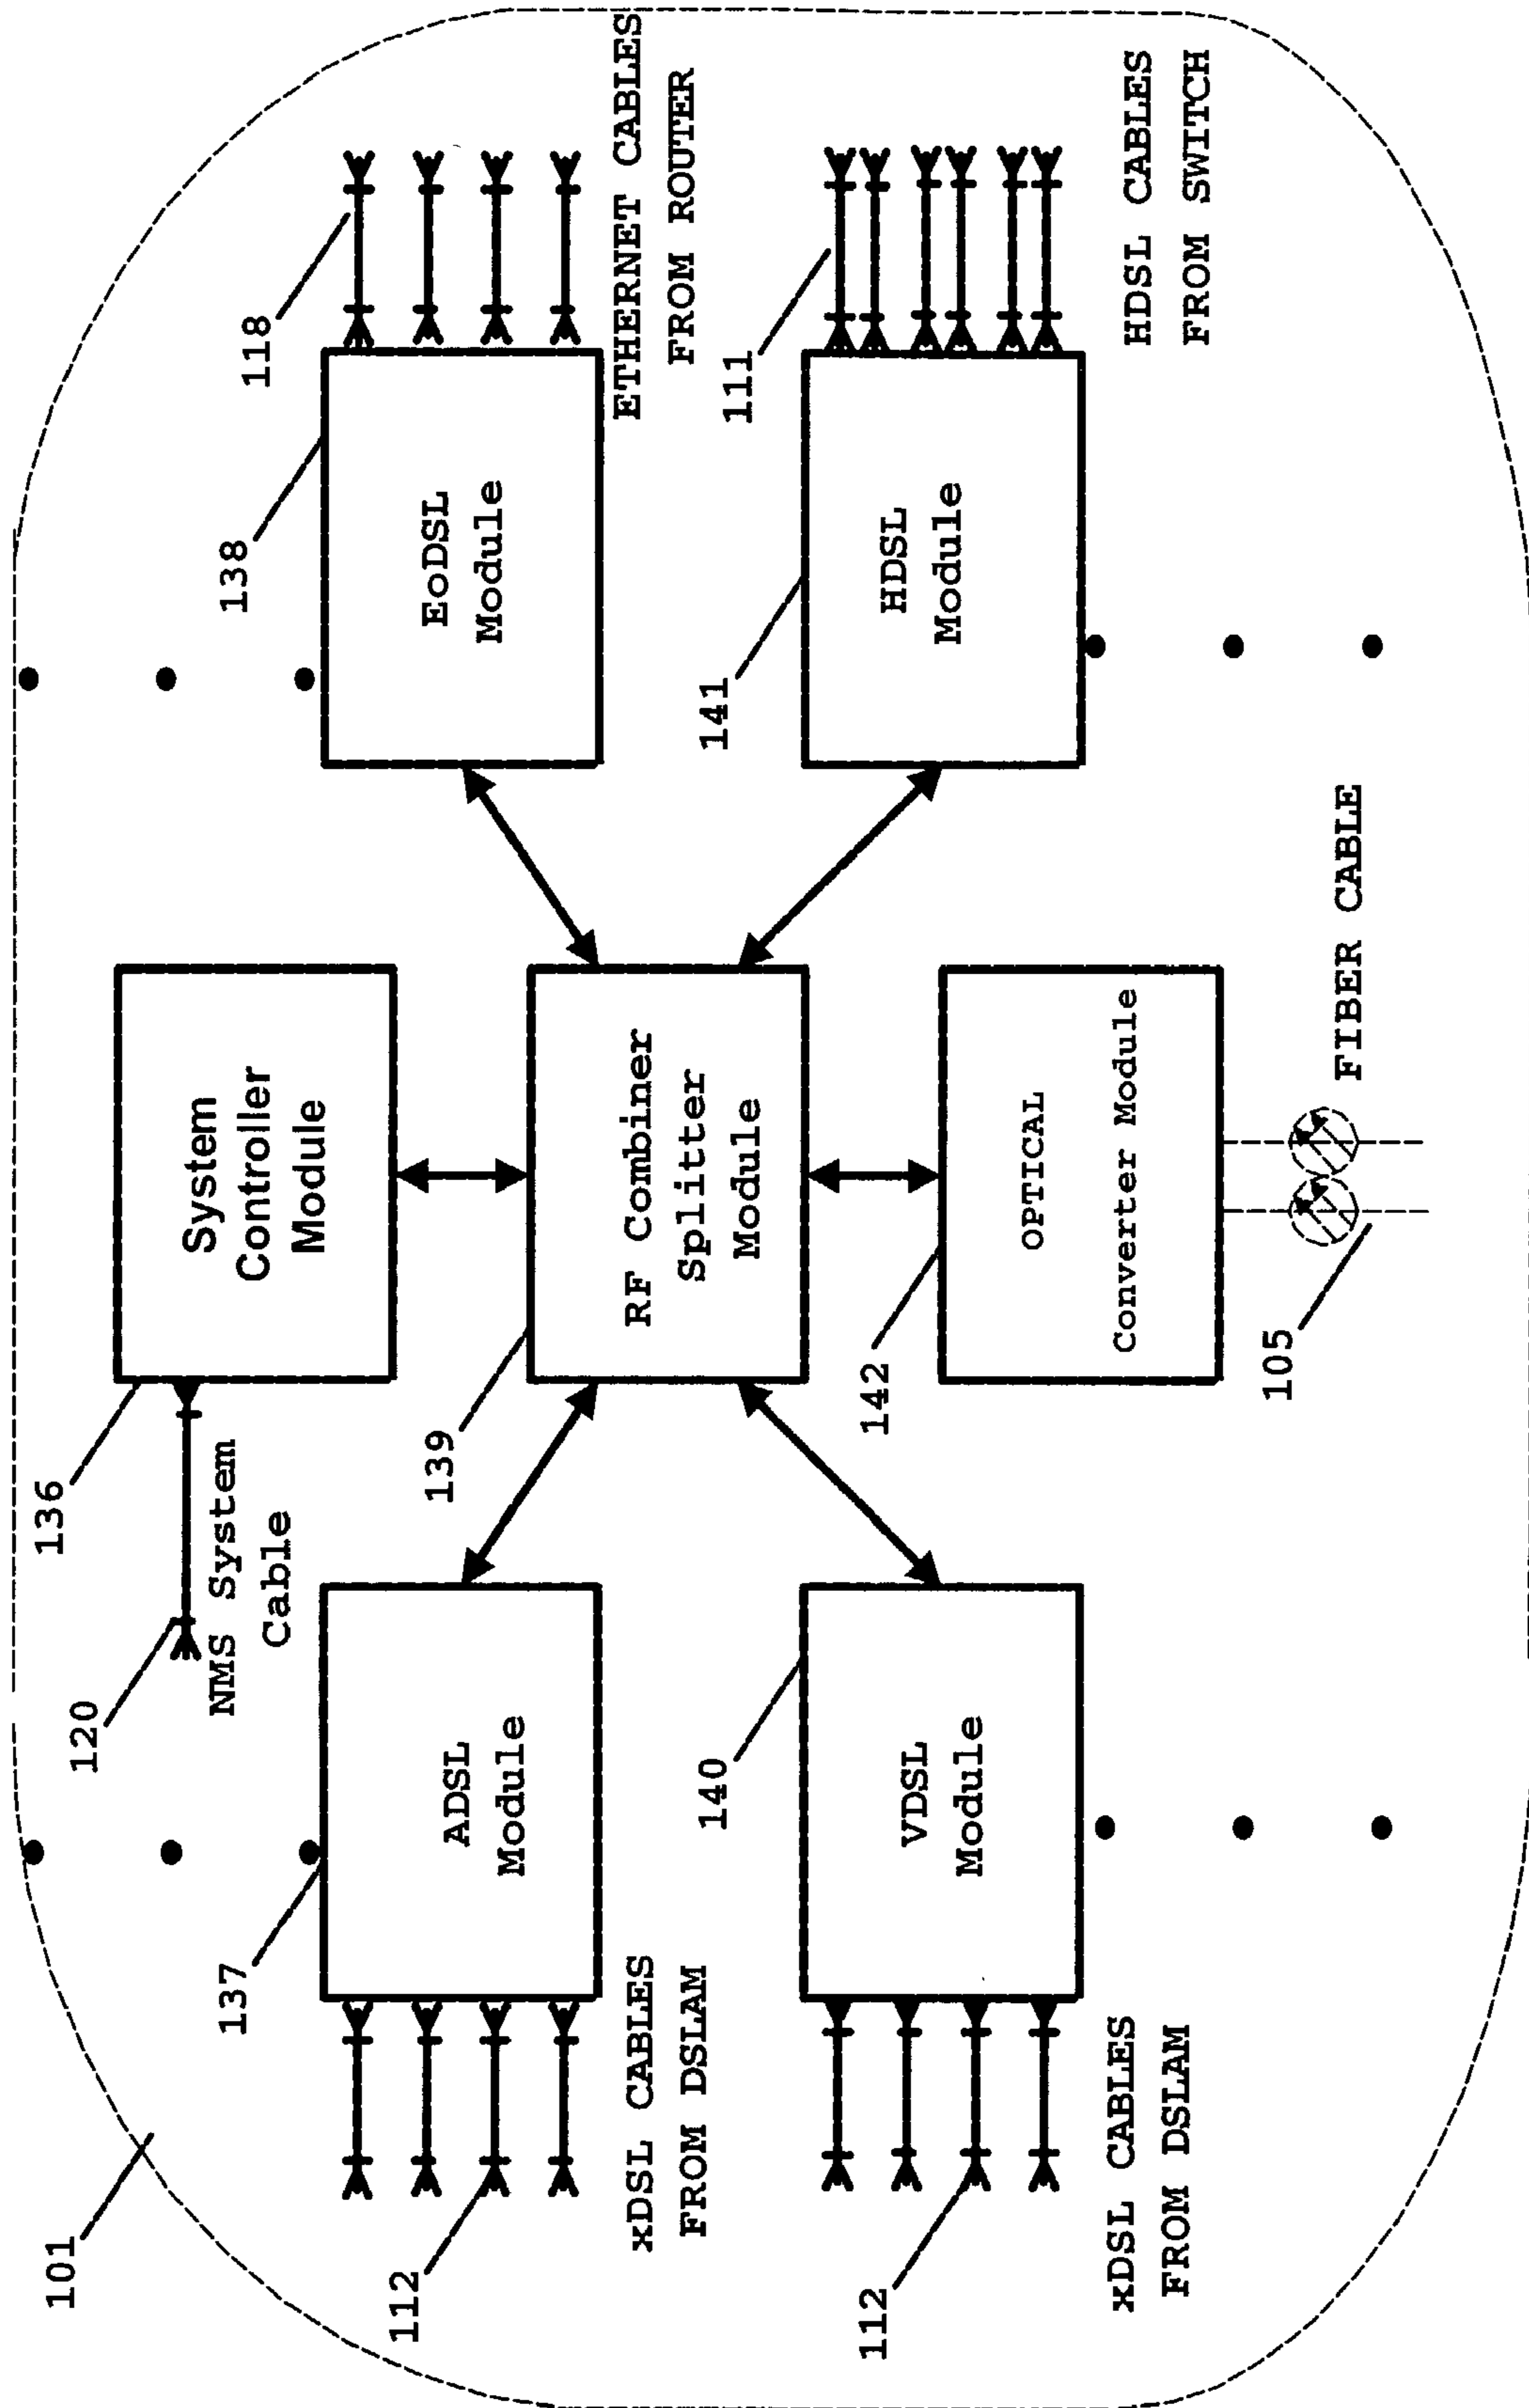 101
136
System
Controller
Module
120
NMS System
Cable
137
ADSL
Module
112
xDSL CABLES
FROM DSLAM
139
RF Combiner
Splitter
Module
138
EoDSL
Module
118
ETHERNET CABLES
FROM ROUTER
140
VDSL
Module
112
xDSL CABLES
FROM DSLAM
142
OPTICAL
Converter Module
105
FIBER CABLE
141
HDSL
Module
111
HDSL CABLES
FROM SWITCH